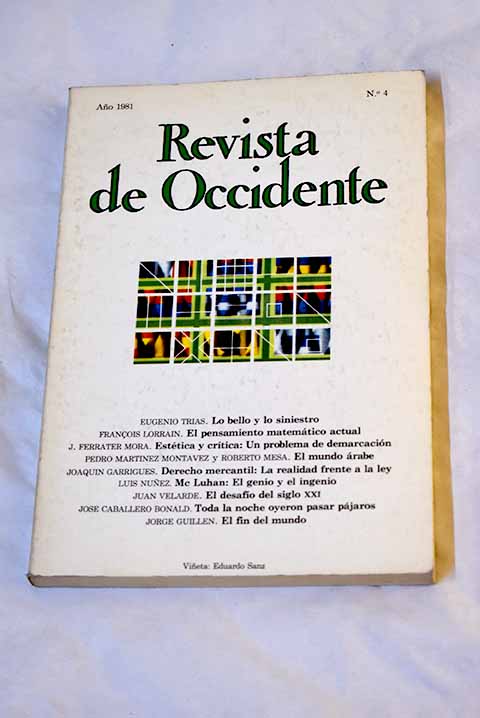 Año 1981
N.º 4
Revista
de Occidente
EUGENIO TRIAS. Lo bello y lo siniestro
FRANÇOIS LORRAIN. El pensamiento matemático actual
J. FERRATER MORA. Estética y crítica: Un problema de demarcación
PEDRO MARTINEZ MONTAVEZ y ROBERTO MESA. El mundo árabe
JOAQUIN GARRIGUES. Derecho mercantil: La realidad frente a la ley
LUIS NUÑEZ. Mc Luhan: El genio y el ingenio
JUAN VELARDE. El desafío del siglo XXI
JOSE CABALLERO BONALD. Toda la noche oyeron pasar pájaros
JORGE GUILLEN. El fin del mundo
Viñeta: Eduardo Sanz